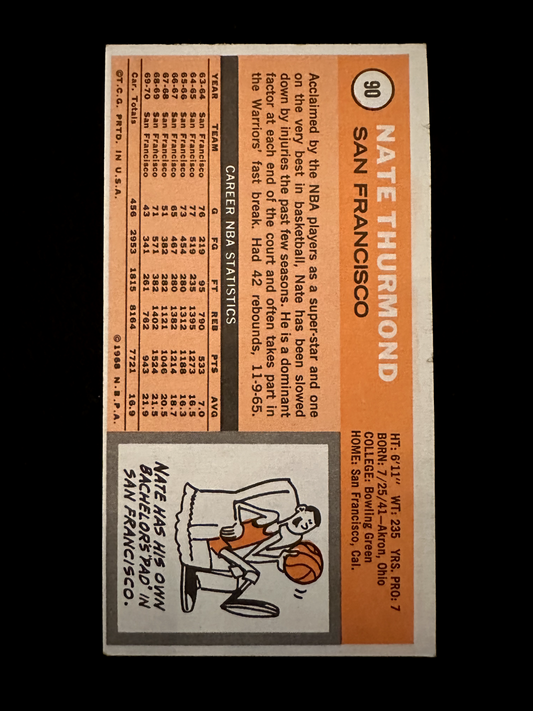 90
NATE THURMOND
SAN FRANCISCO
HT: 6'11" WT: 235 YRS. PRO: 7
BORN: 7/25/41—Akron, Ohio
COLLEGE: Bowling Green
HOME: San Francisco, Cal.
Acclaimed by the NBA players as a super-star and one
on the very best in basketball, Nate has been slowed
down by injuries the past few seasons. He is a dominant
factor at each end of the court and often takes part in
the Warriors' fast break. Had 42 rebounds, 11-9-65.
CAREER NBA STATISTICS
YEAR TEAM G FG FT REB PTS AVG
63-64 San Francisco 76 219 95 790 533 7.0
64-65 San Francisco 77 519 235 1395 1273 16.5
65-66 San Francisco 73 454 280 1312 1188 16.3
66-67 San Francisco 65 467 280 1382 1214 18.7
67-68 San Francisco 51 382 282 1121 1046 20.5
68-69 San Francisco 71 571 382 1402 1524 21.5
69-70 San Francisco 43 341 261 762 943 21.9
Car. Totals 456 2953 1815 8164 7721 16.9
©T.C.G. PRTD. IN U.S.A. ©1968 N.B.P.A.
NATE HAS HIS OWN
BACHELOR'S "PAD" IN
SAN FRANCISCO.